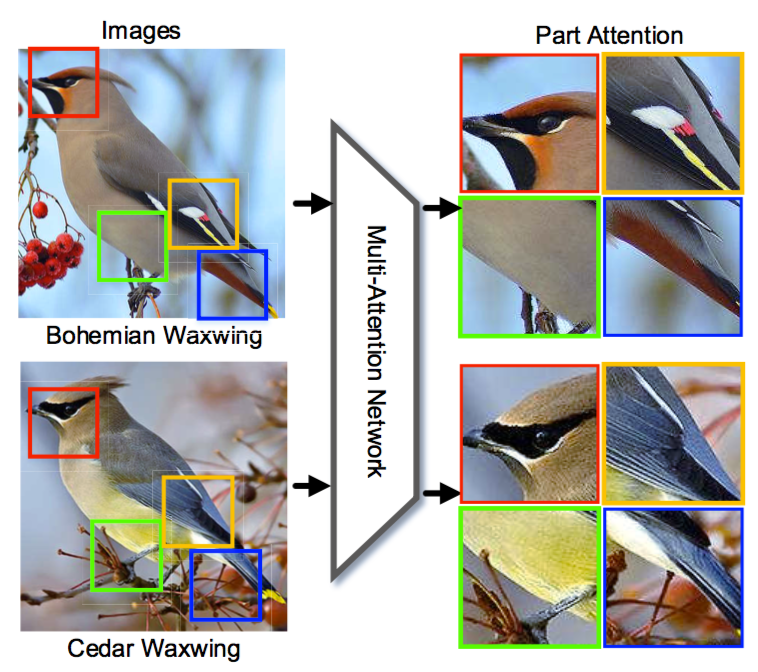 Images
Part Attention
Bohemian Waxwing
Multi-Attention Network
Cedar Waxwing